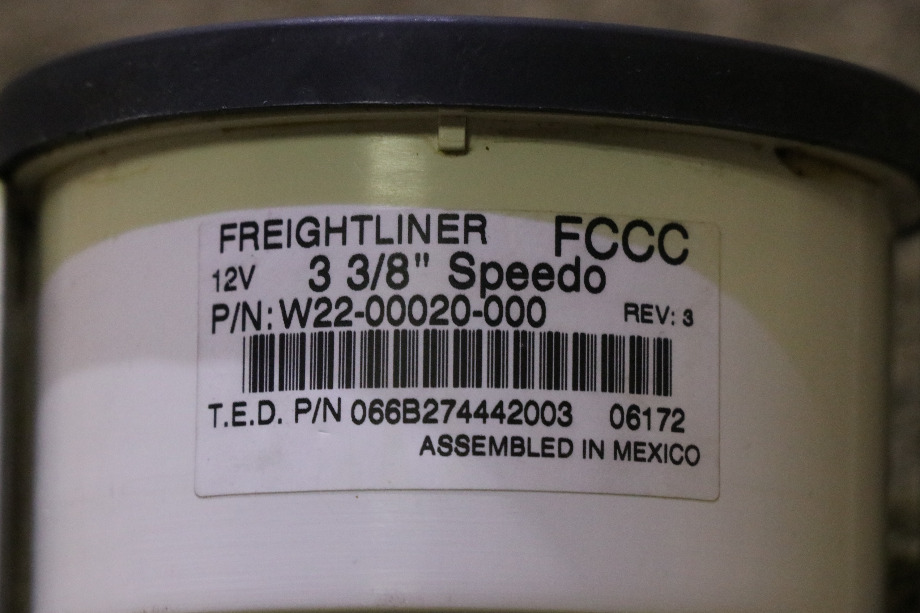 FREIGHTLINER FCCC
12V 3 3/8" Speedo
P/N: W22-00020-000 REV: 3
T.E.D. P/N 066B274442003 06172
ASSEMBLED IN MEXICO